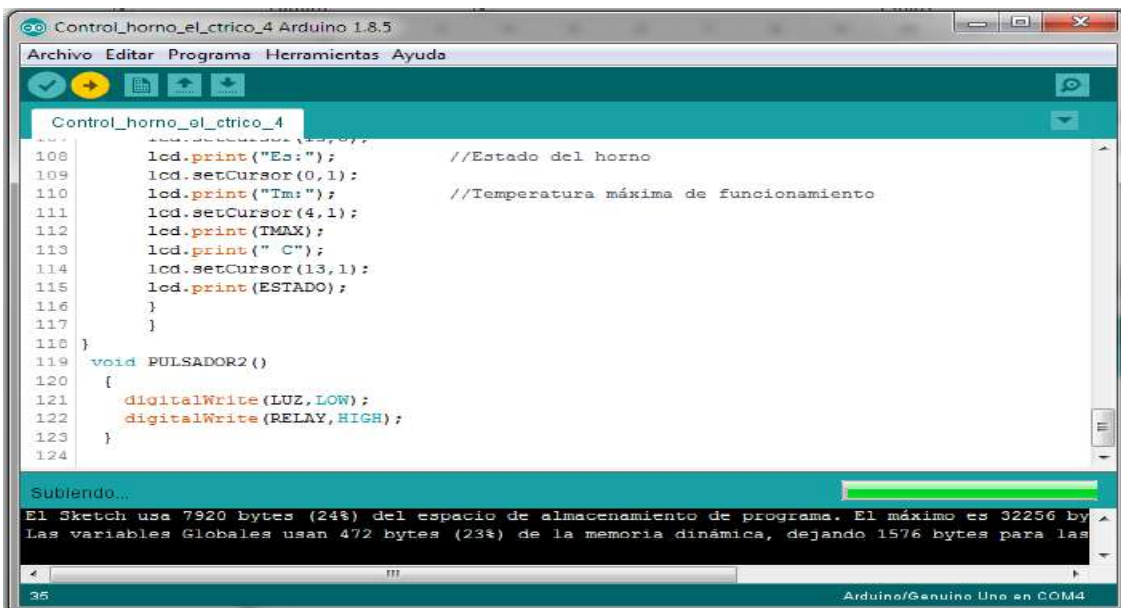 Control_horno_el_ctrico_4 Arduino 1.8.5
Archivo Editar Programa Herramientas Ayuda
Control_horno_el_ctrico_4
108 lcd.print("Es:"); //Estado del horno
109 lcd.setCursor(0,1);
110 lcd.print("Tm:"); //Temperatura máxima de funcionamiento
111 lcd.setCursor(4,1);
112 lcd.print(TMAX);
113 lcd.print(" C");
114 lcd.setCursor(13,1);
115 lcd.print(ESTADO);
116 }
117 }
118 }
119 void PULSADOR2()
120 {
121 digitalWrite(LUZ,LOW);
122 digitalWrite(RELAY,HIGH);
123 }
124
Subiendo...
El Sketch usa 7920 bytes (24%) del espacio de almacenamiento de programa. El máximo es 32256 by
Las variables Globales usan 472 bytes (23%) de la memoria dinámica, dejando 1576 bytes para las
35 Arduino/Genuino Uno en COM4